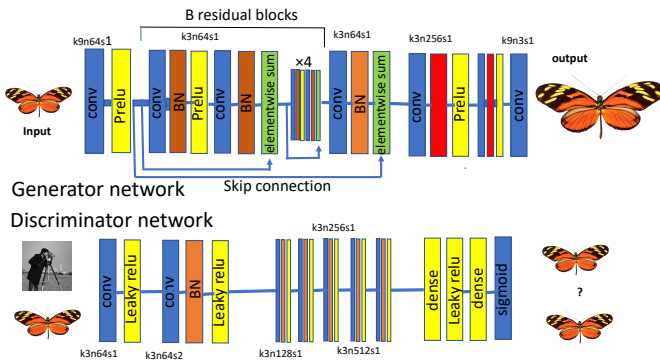 B residual blocks
k9n64s1
k3n64s1
×4
k3n64s1
k3n256s1
k9n3s1
output
Input
conv
Prelu
conv
BN
Prelu
conv
BN
elementwise sum
conv
BN
elementwise sum
conv
Prelu
conv
Skip connection
Generator network
Discriminator network
k3n256s1
conv
Leaky relu
conv
BN
Leaky relu
dense
Leaky relu
dense
sigmoid
?
k3n64s1
k3n64s2
k3n128s1
k3n512s1